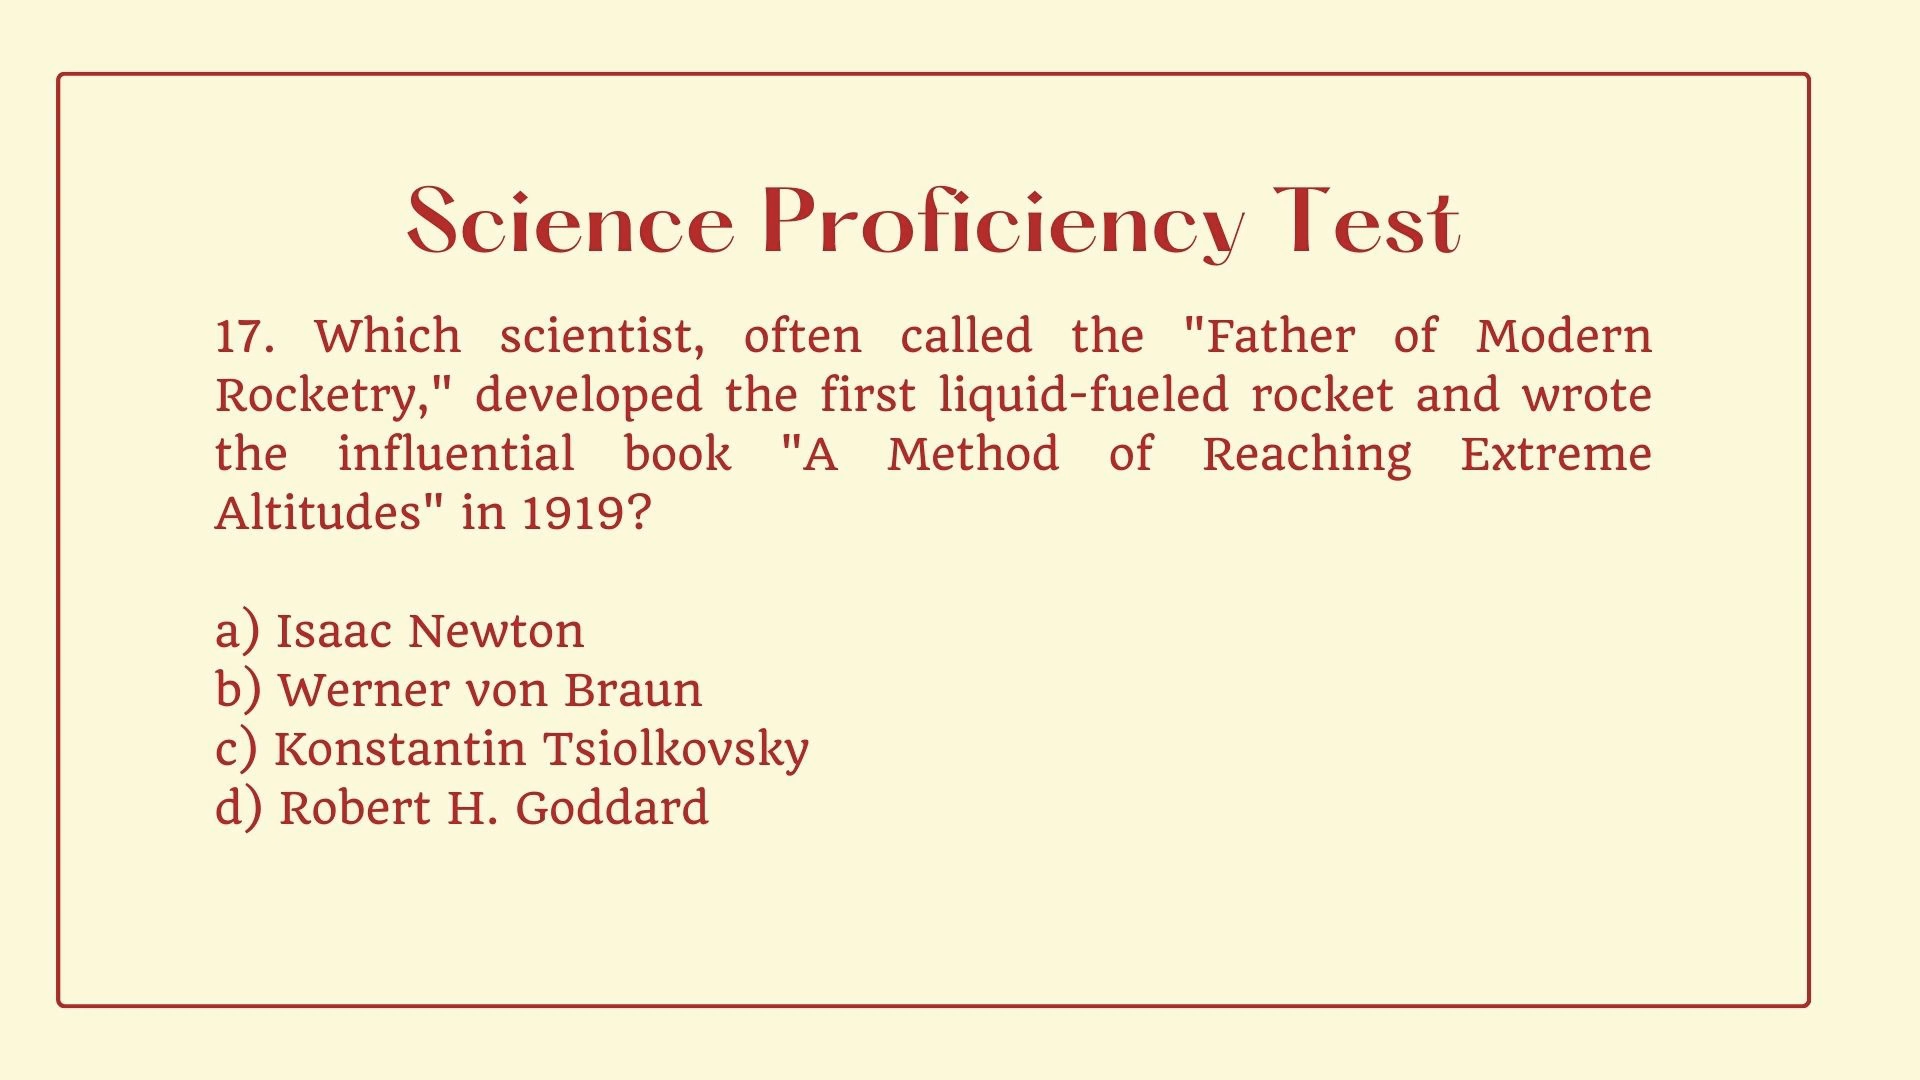 Science Proficiency Test
17. Which scientist, often called the "Father of Modern
Rocketry," developed the first liquid-fueled rocket and wrote
the influential book "A Method of Reaching Extreme
Altitudes" in 1919?
a) Isaac Newton
b) Werner von Braun
c) Konstantin Tsiolkovsky
d) Robert H. Goddard